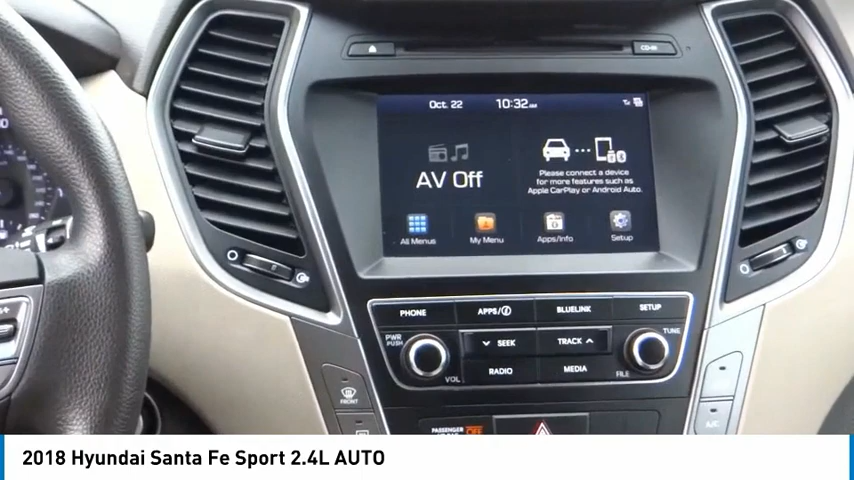 CD-IN
Oct. 22 10:32 AM
AV Off
Please connect a device
for more features such as
Apple CarPlay or Android Auto.
All Menus My Menu Apps/Info Setup
PHONE APPS/i BLUELINK SETUP
PWR
PUSH
TUNE
SEEK TRACK
RADIO MEDIA
VOL
FILE
FRONT
A/C
PASSENGER
OFF
2018 Hyundai Santa Fe Sport 2.4L AUTO